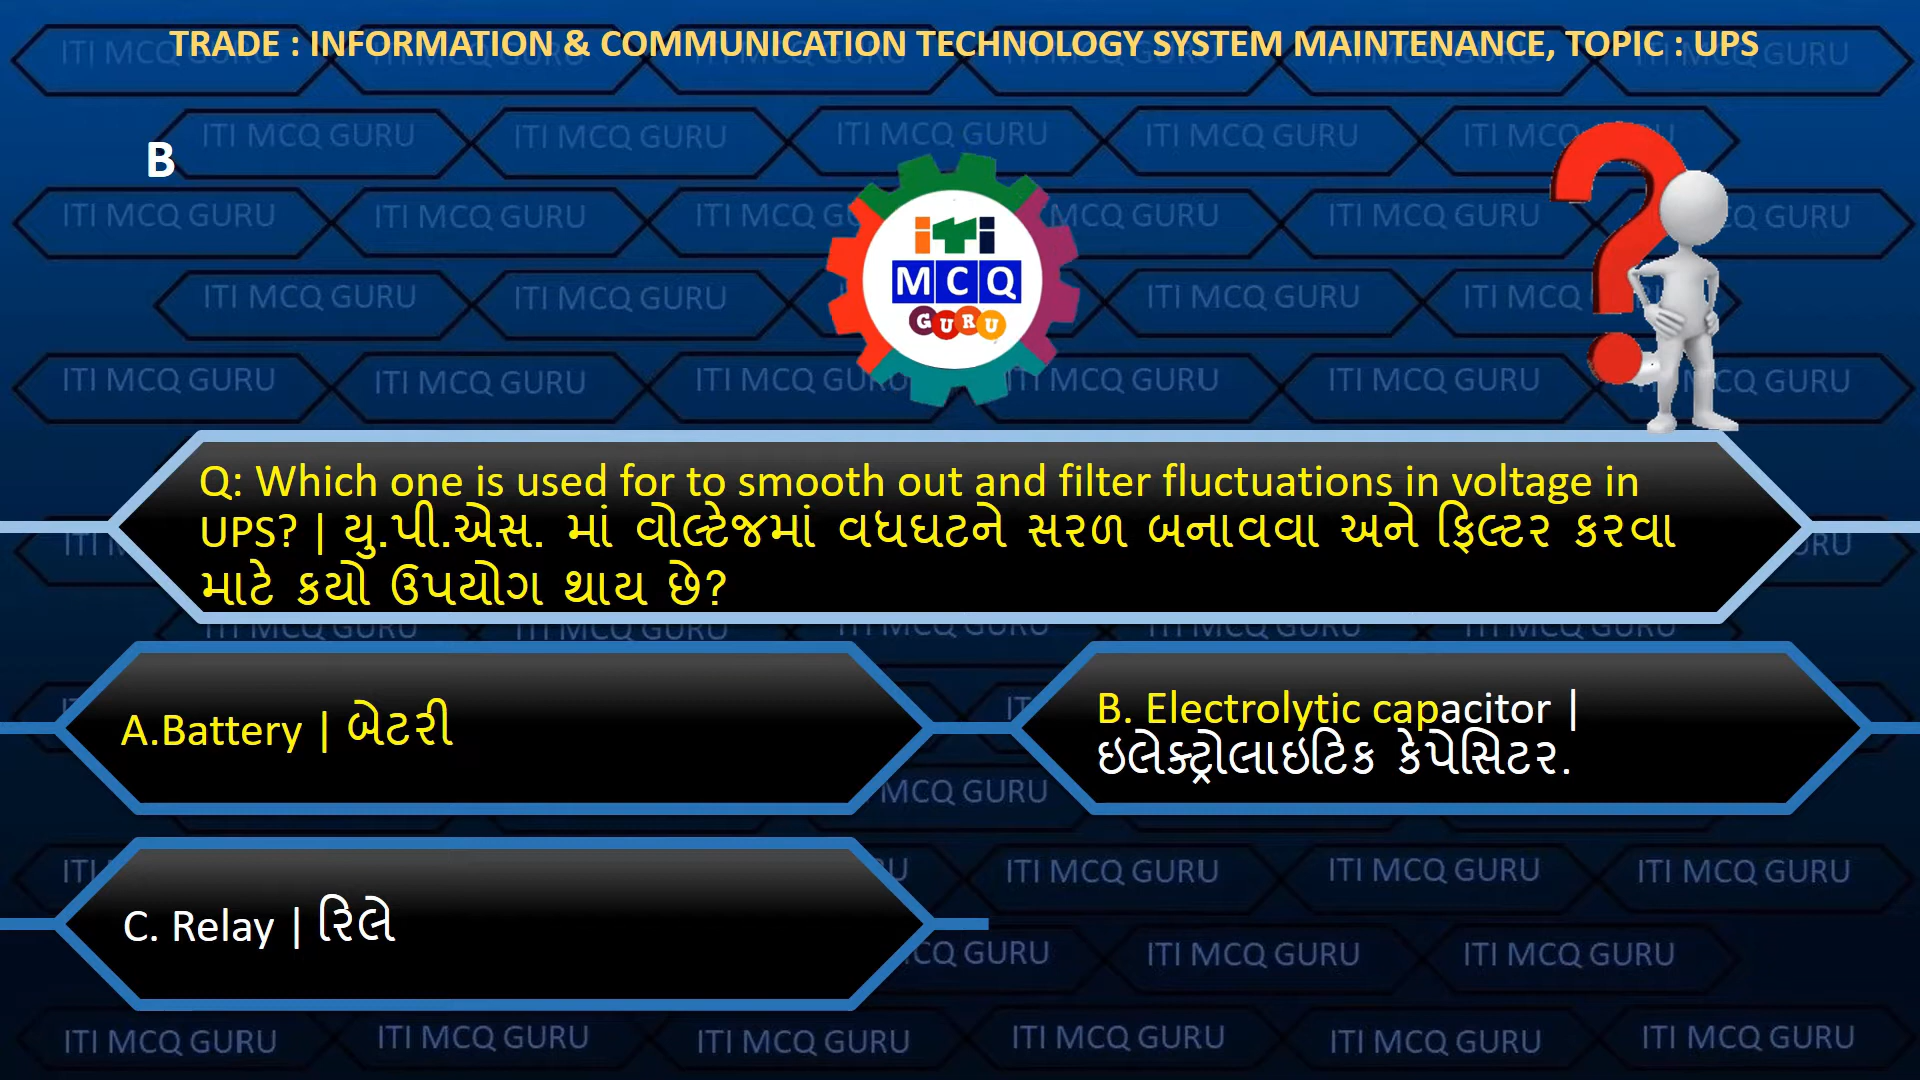 TRADE : INFORMATION & COMMUNICATION TECHNOLOGY SYSTEM MAINTENANCE, TOPIC : UPS
B
iTi
MCQ
GURU
Q: Which one is used for to smooth out and filter fluctuations in voltage in
UPS? | યુ.પી.એસ. માં વોલ્ટેજમાં વધઘટને સરળ બનાવવા અને ફિલ્ટર કરવા
માટે કયો ઉપયોગ થાય છે?
A.Battery | બેટરી
B. Electrolytic capacitor |
ઇલેક્ટ્રોલાઇટિક કેપેસિટર.
C. Relay | રિલે